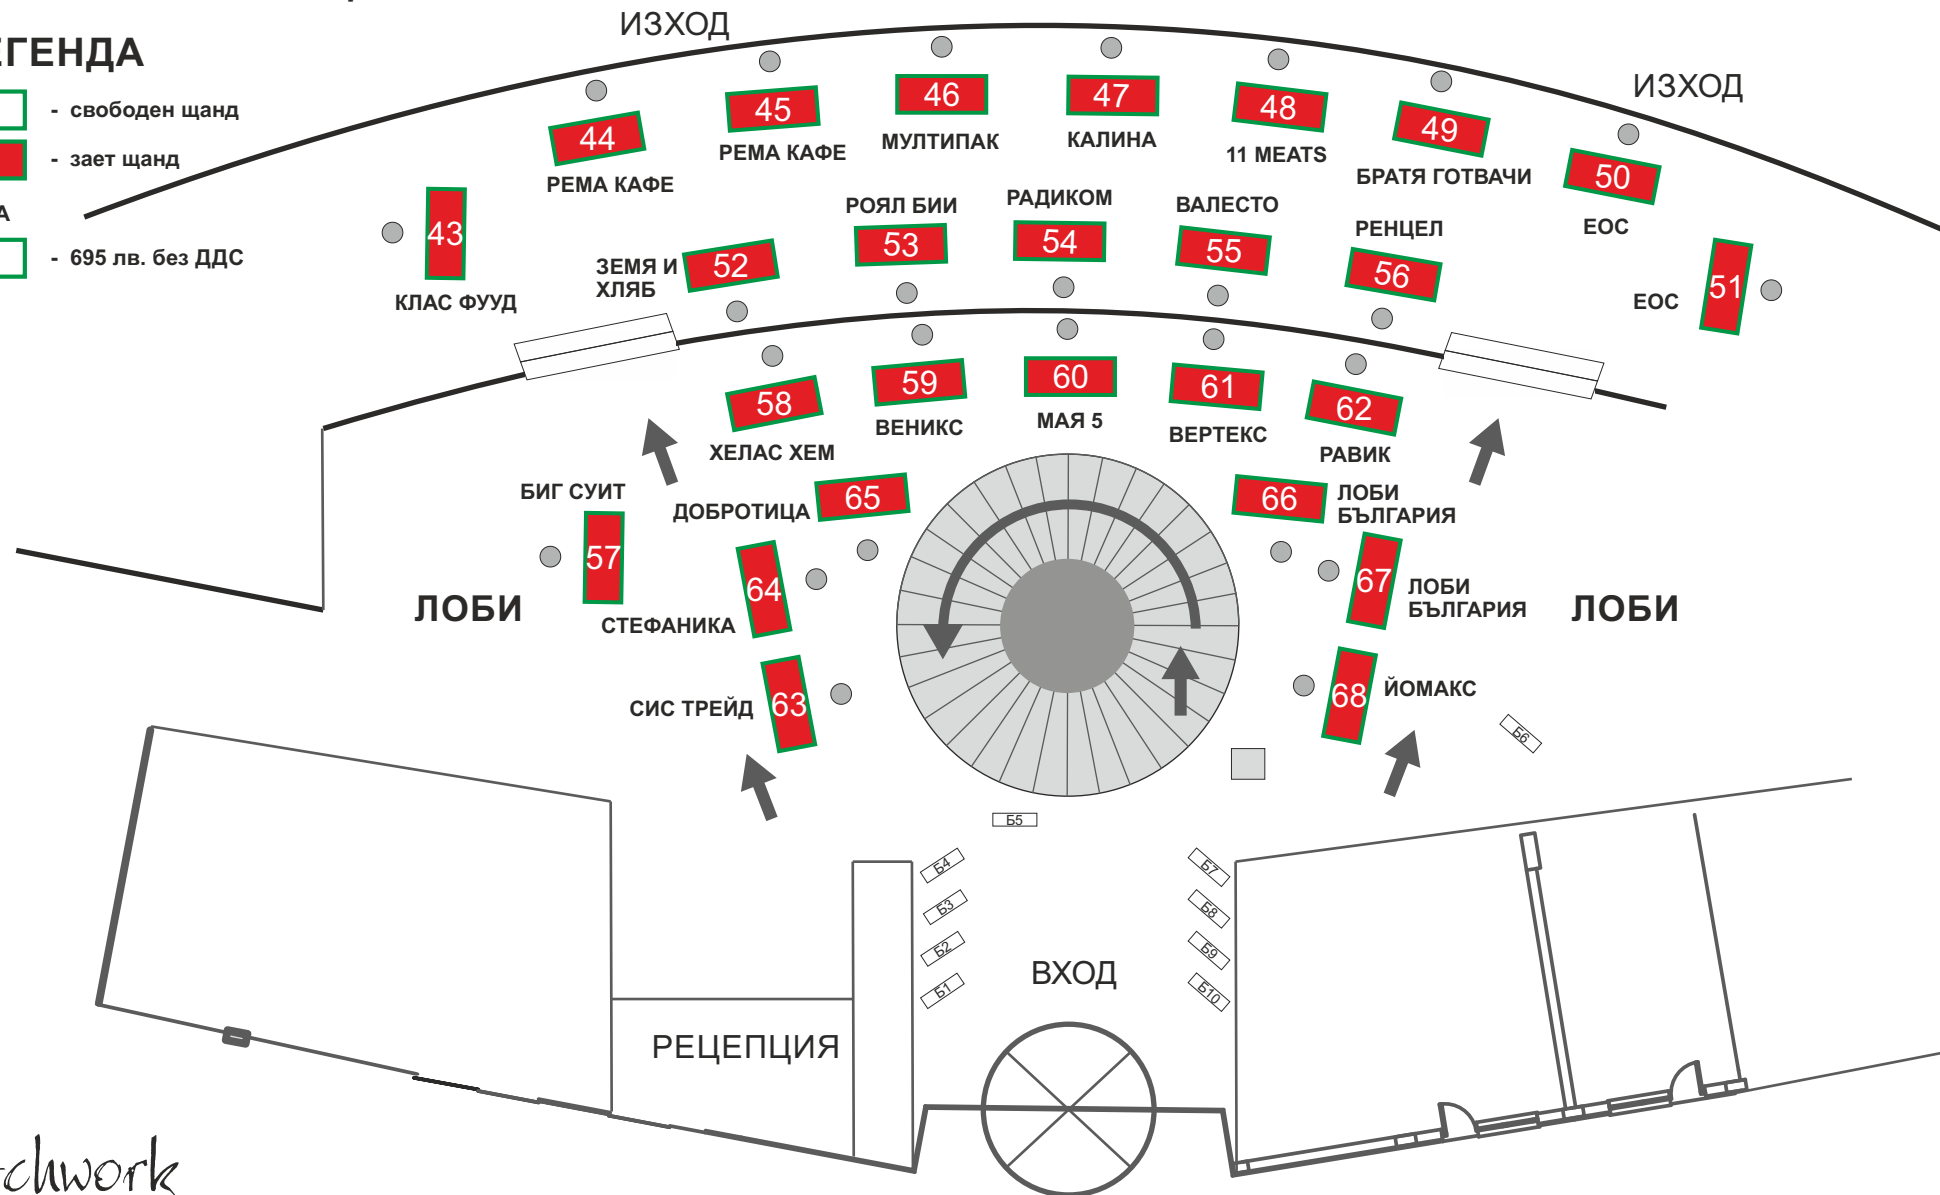 ИЗХОД
ИЗХОД
- свободен щанд
- зает щанд
- 695 лв. без ДДС
43
КЛАС ФУУД
44
РЕМА КАФЕ
45
РЕМА КАФЕ
46
МУЛТИПАК
47
КАЛИНА
48
11 MEATS
49
БРАТЯ ГОТВАЧИ
50
ЕОС
51
ЕОС
ЗЕМЯ И
ХЛЯБ
52
РОЯЛ БИИ
53
РАДИКОМ
54
ВАЛЕСТО
55
РЕНЦЕЛ
56
58
ХЕЛАС ХЕМ
59
ВЕНИКС
60
МАЯ 5
61
ВЕРТЕКС
62
РАВИК
БИГ СУИТ
57
ДОБРОТИЦА
65
66
ЛОБИ
БЪЛГАРИЯ
64
СТЕФАНИКА
67
ЛОБИ
БЪЛГАРИЯ
ЛОБИ
ЛОБИ
63
СИС ТРЕЙД
68
ЙОМАКС
Б6
Б5
Б4
Б3
Б2
Б1
Б7
Б8
Б9
Б10
ВХОД
РЕЦЕПЦИЯ